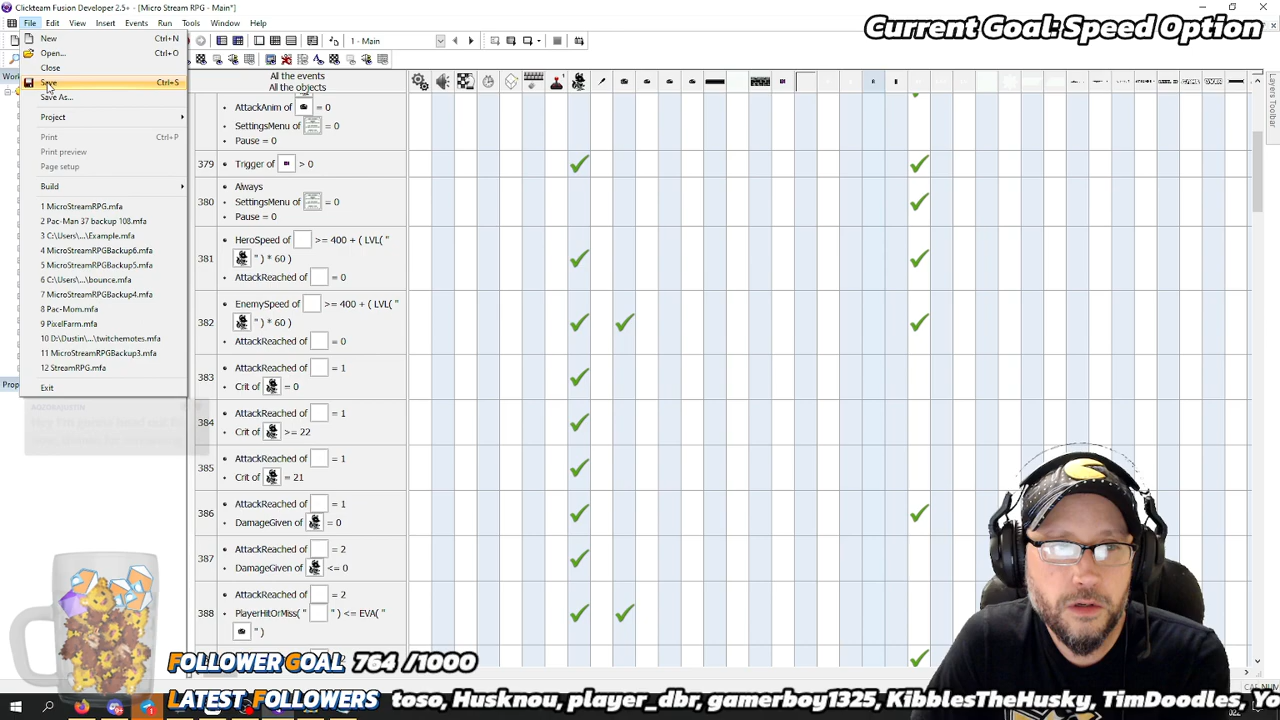 Clickteam Fusion Developer 2.5+ - [Micro Stream RPG - Main*]
File Edit View Insert Events Run Tools Window Help
Current Goal: Speed Option
New Ctrl+N
Open... Ctrl+O
Close
Save Ctrl+S
Save As...
Project
Print Ctrl+P
Print preview
Page setup
Build
1 MicroStreamRPG.mfa
2 Pac-Man 37 backup 108.mfa
3 C:\Users\...\Example.mfa
4 MicroStreamRPGBackup6.mfa
5 MicroStreamRPGBackup5.mfa
6 C:\Users\...\bounce.mfa
7 MicroStreamRPGBackup4.mfa
8 Pac-Mom.mfa
9 PixelFarm.mfa
10 D:\Dustin\...\twitchemotes.mfa
11 MicroStreamRPGBackup3.mfa
12 StreamRPG.mfa
Exit
1 - Main
All the events
All the objects
Layers Toolbar
• AttackAnim of = 0
• SettingsMenu of = 0
• Pause = 0
379 • Trigger of > 0
380 • Always
• SettingsMenu of = 0
• Pause = 0
381 • HeroSpeed of >= 400 + ( LVL( "
" ) * 60 )
• AttackReached of = 0
382 • EnemySpeed of >= 400 + ( LVL( "
" ) * 60 )
• AttackReached of = 0
383 • AttackReached of = 1
• Crit of = 0
384 • AttackReached of = 1
• Crit of >= 22
385 • AttackReached of = 1
• Crit of = 21
386 • AttackReached of = 1
• DamageGiven of = 0
387 • AttackReached of = 2
• DamageGiven of <= 0
388 • AttackReached of = 2
• PlayerHitOrMiss( " " ) <= EVA( "
" )
FOLLOWER GOAL 764 /1000
LATEST FOLLOWERS toso, Husknou, player_dbr, gamerboy1325, KibblesTheHusky, TimDoodles,